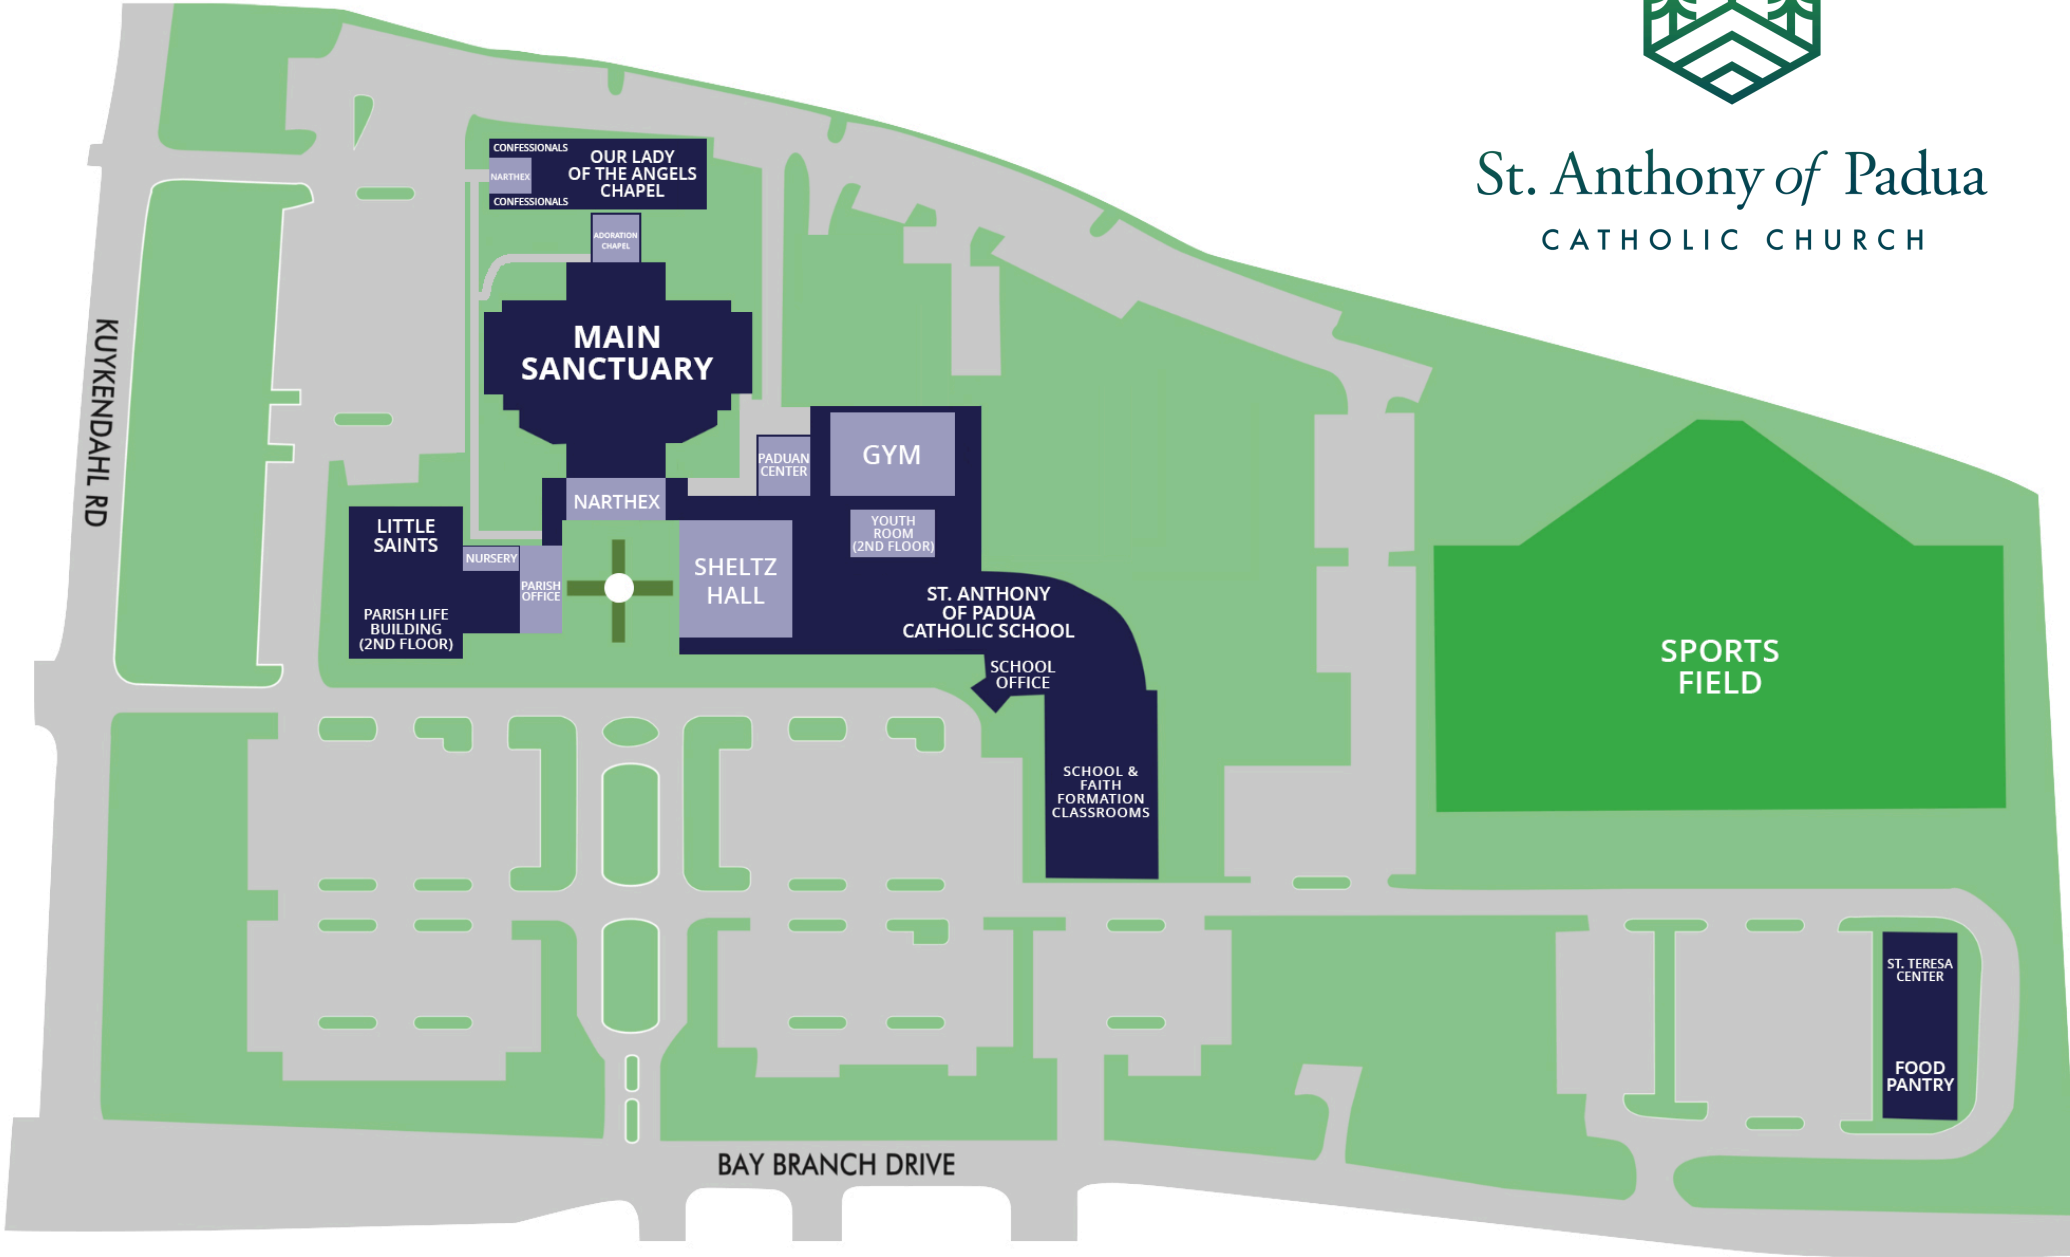 St. Anthony of Padua
CATHOLIC CHURCH
CONFESSIONALS
NARTHEX
CONFESSIONALS
OUR LADY
OF THE ANGELS
CHAPEL
ADORATION
CHAPEL
MAIN
SANCTUARY
KUYKENDAHL RD
PADUAN
CENTER
GYM
NARTHEX
YOUTH
ROOM
(2ND FLOOR)
LITTLE
SAINTS
NURSERY
PARISH
OFFICE
PARISH LIFE
BUILDING
(2ND FLOOR)
SHELTZ
HALL
ST. ANTHONY
OF PADUA
CATHOLIC SCHOOL
SCHOOL
OFFICE
SCHOOL &
FAITH
FORMATION
CLASSROOMS
SPORTS
FIELD
ST. TERESA
CENTER
FOOD
PANTRY
BAY BRANCH DRIVE